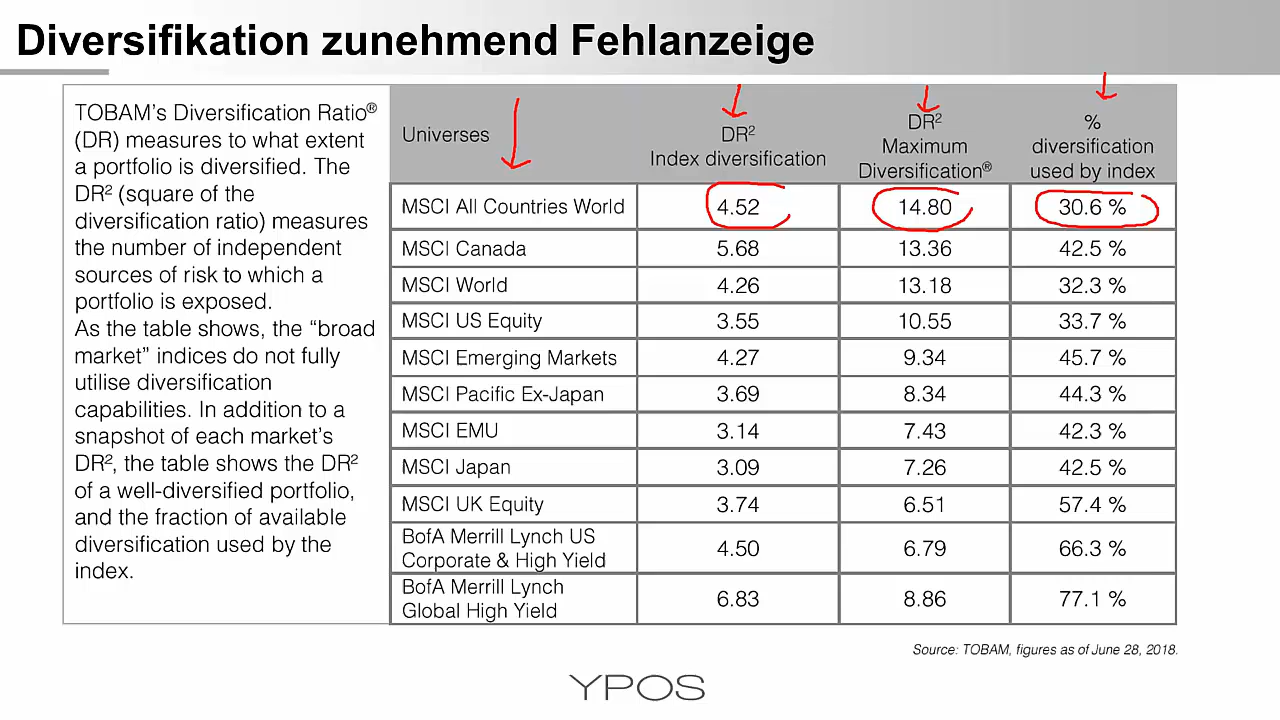 Diversifikation zunehmend Fehlanzeige
TOBAM's Diversification Ratio®
(DR) measures to what extent
a portfolio is diversified. The
DR² (square of the
diversification ratio) measures
the number of independent
sources of risk to which a
portfolio is exposed.
As the table shows, the “broad
market” indices do not fully
utilise diversification
capabilities. In addition to a
snapshot of each market's
DR², the table shows the DR²
of a well-diversified portfolio,
and the fraction of available
diversification used by the
index.
Universes
DR²
Index diversification
DR²
Maximum
Diversification®
%
diversification
used by index
MSCI All Countries World 4.52 14.80 30.6 %
MSCI Canada 5.68 13.36 42.5 %
MSCI World 4.26 13.18 32.3 %
MSCI US Equity 3.55 10.55 33.7 %
MSCI Emerging Markets 4.27 9.34 45.7 %
MSCI Pacific Ex-Japan 3.69 8.34 44.3 %
MSCI EMU 3.14 7.43 42.3 %
MSCI Japan 3.09 7.26 42.5 %
MSCI UK Equity 3.74 6.51 57.4 %
BofA Merrill Lynch US
Corporate & High Yield 4.50 6.79 66.3 %
BofA Merrill Lynch
Global High Yield 6.83 8.86 77.1 %
Source: TOBAM, figures as of June 28, 2018.
YPOS